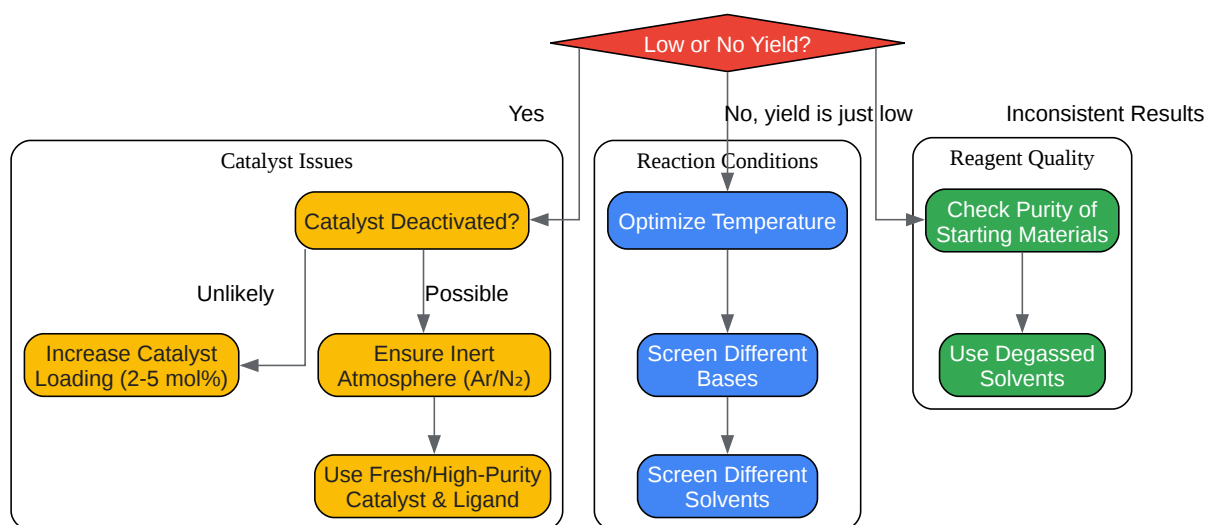 Low or No Yield?
Yes
No, yield is just low
Inconsistent Results
Catalyst Issues
Catalyst Deactivated?
Unlikely
Possible
Increase Catalyst
Loading (2-5 mol%)
Ensure Inert
Atmosphere (Ar/N₂)
Use Fresh/High-Purity
Catalyst & Ligand
Reaction Conditions
Optimize Temperature
Screen Different
Bases
Screen Different
Solvents
Reagent Quality
Check Purity of
Starting Materials
Use Degassed
Solvents